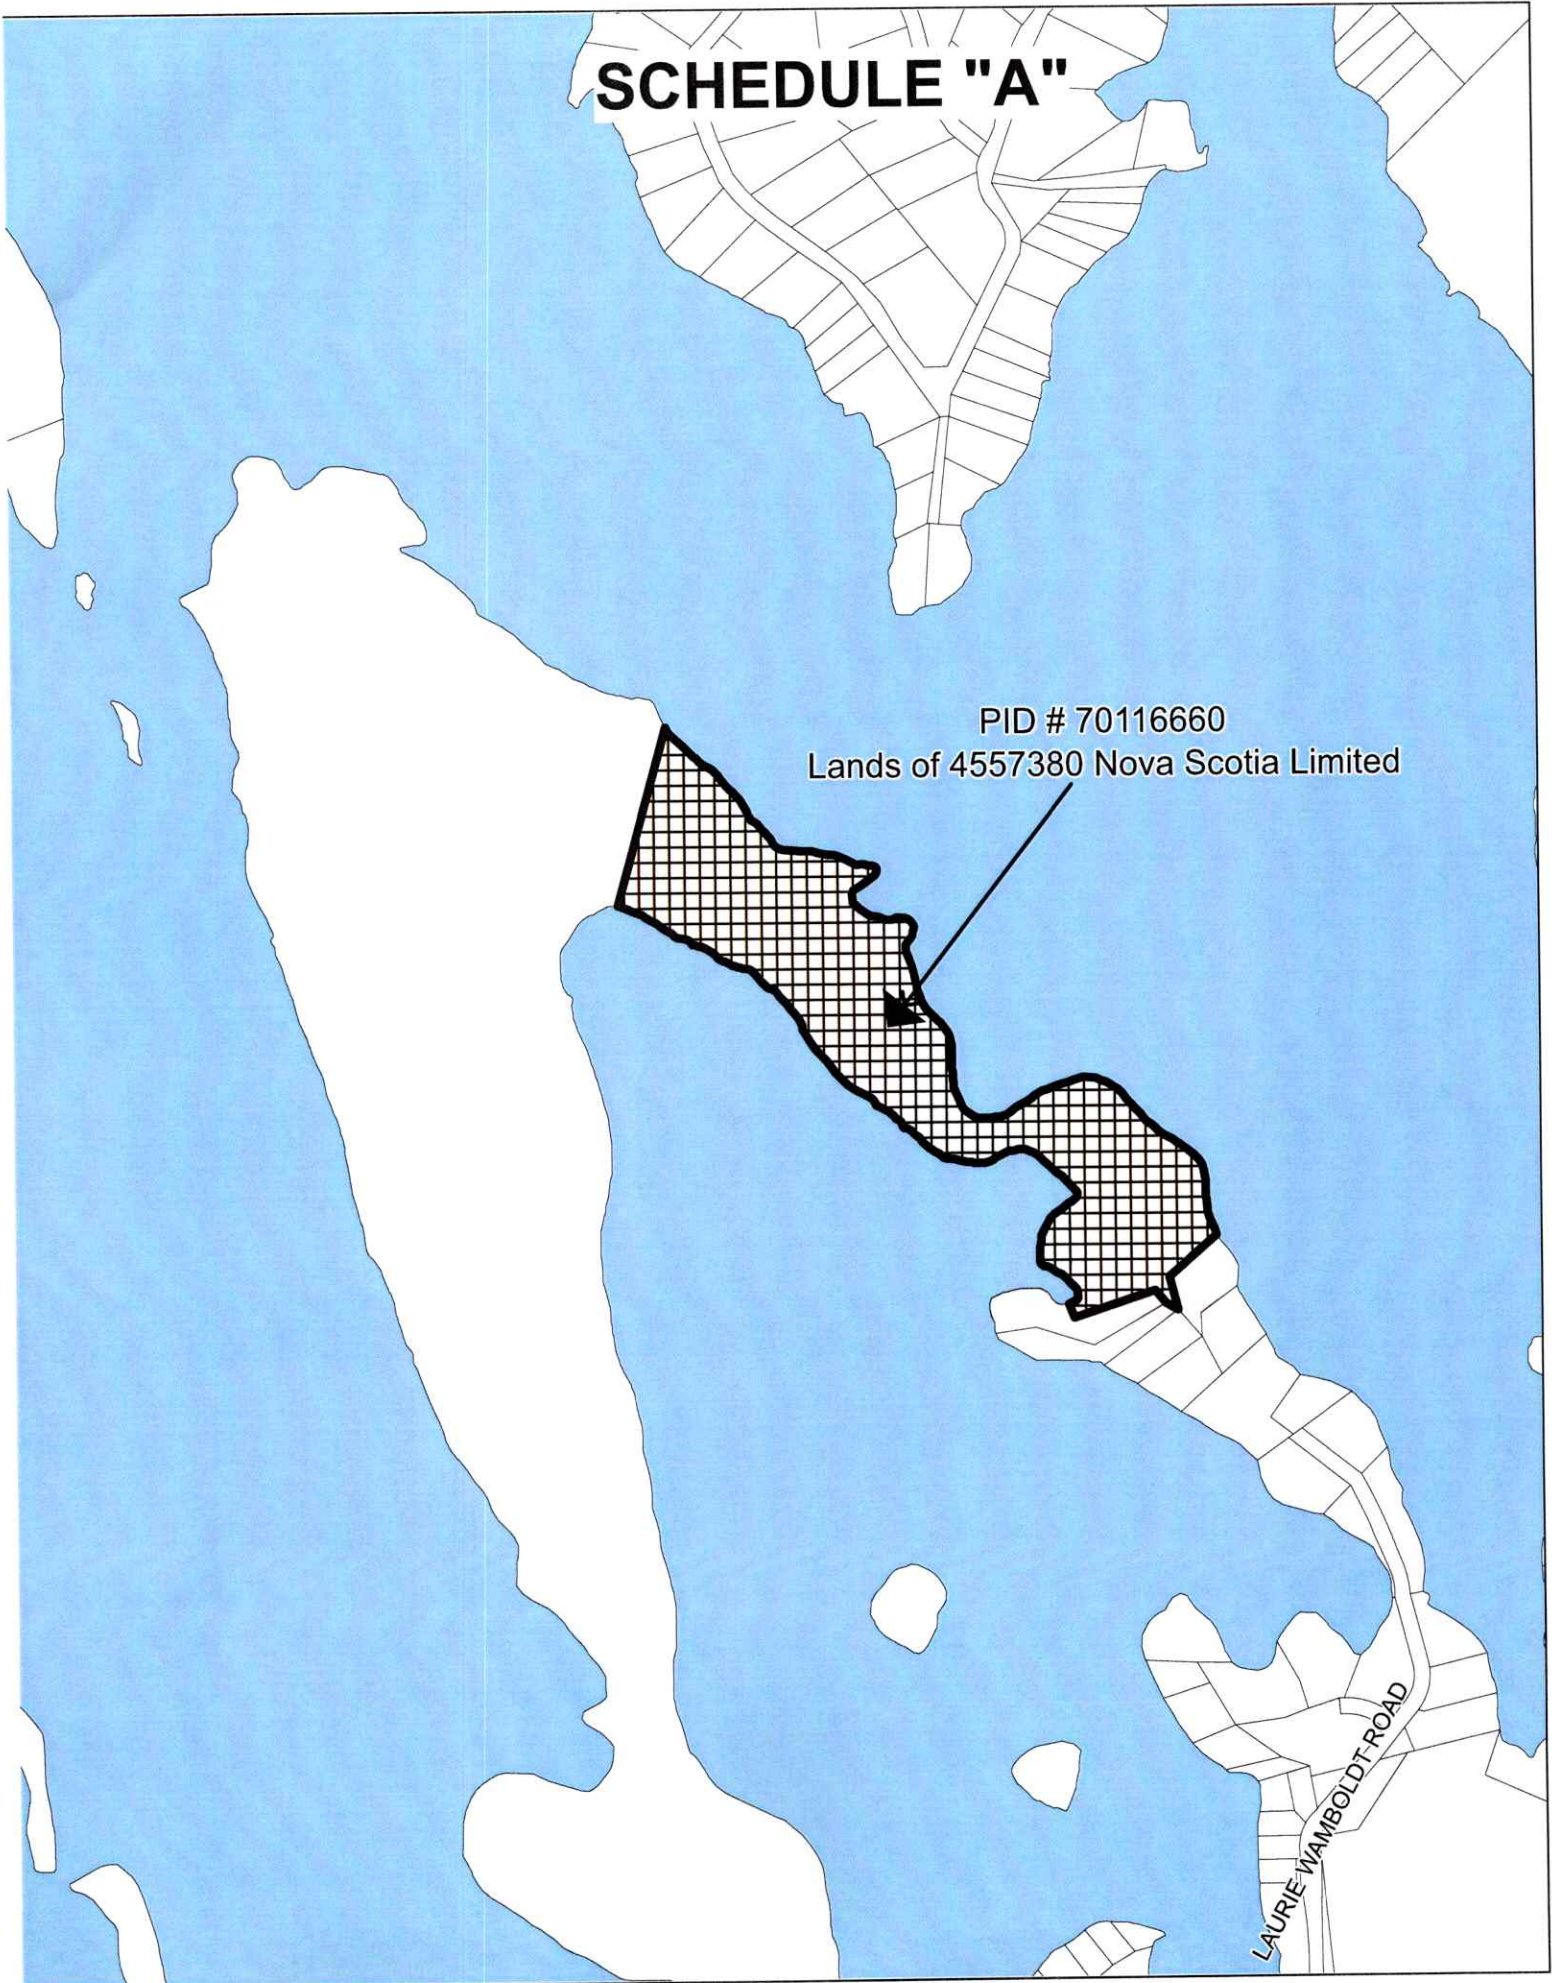 SCHEDULE "A"
PID # 70116660
Lands of 4557380 Nova Scotia Limited
LAURIE WAMBOLDT ROAD